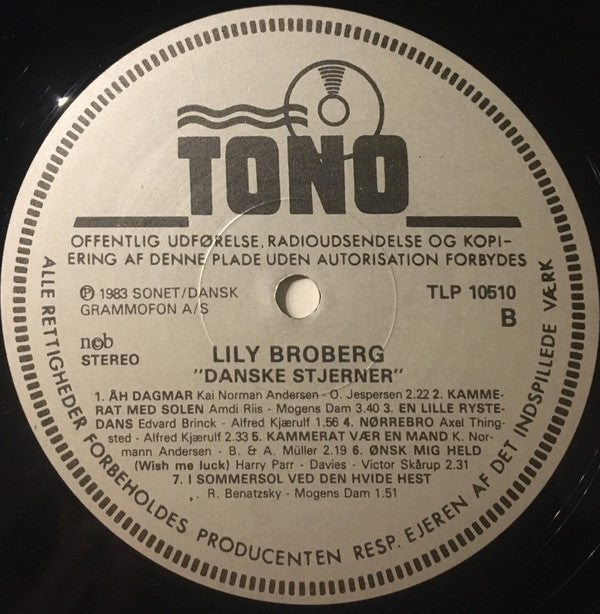 TONO
OFFENTLIG UDFØRELSE, RADIOUDSENDELSE OG KOPI-
ERING AF DENNE PLADE UDEN AUTORISATION FORBYDES
Ⓟ 1983 SONET/DANSK
GRAMMOFON A/S
TLP 10510
B
ncb
STEREO
LILY BROBERG
"DANSKE STJERNER"
1. ÅH DAGMAR Kai Norman Andersen - O. Jespersen 2.22 2. KAMME-
RAT MED SOLEN Amdi Riis - Mogens Dam 3.40 3. EN LILLE RYSTE-
DANS Edvard Brinck - Alfred Kjærulf 1.56 4. NØRREBRO Axel Thing-
sted - Alfred Kjærulf 2.33 5. KAMMERAT VÆR EN MAND K. Nor-
mann Andersen - B. & A. Müller 2.19 6. ØNSK MIG HELD
(Wish me luck) Harry Parr - Davies - Victor Skårup 2.31
7. I SOMMERSOL VED DEN HVIDE HEST
R. Benatzsky - Mogens Dam 1.51
ALLE RETTIGHEDER FORBEHOLDES PRODUCENTEN RESP. EJEREN AF DET INDSPILLEDE VÆRK